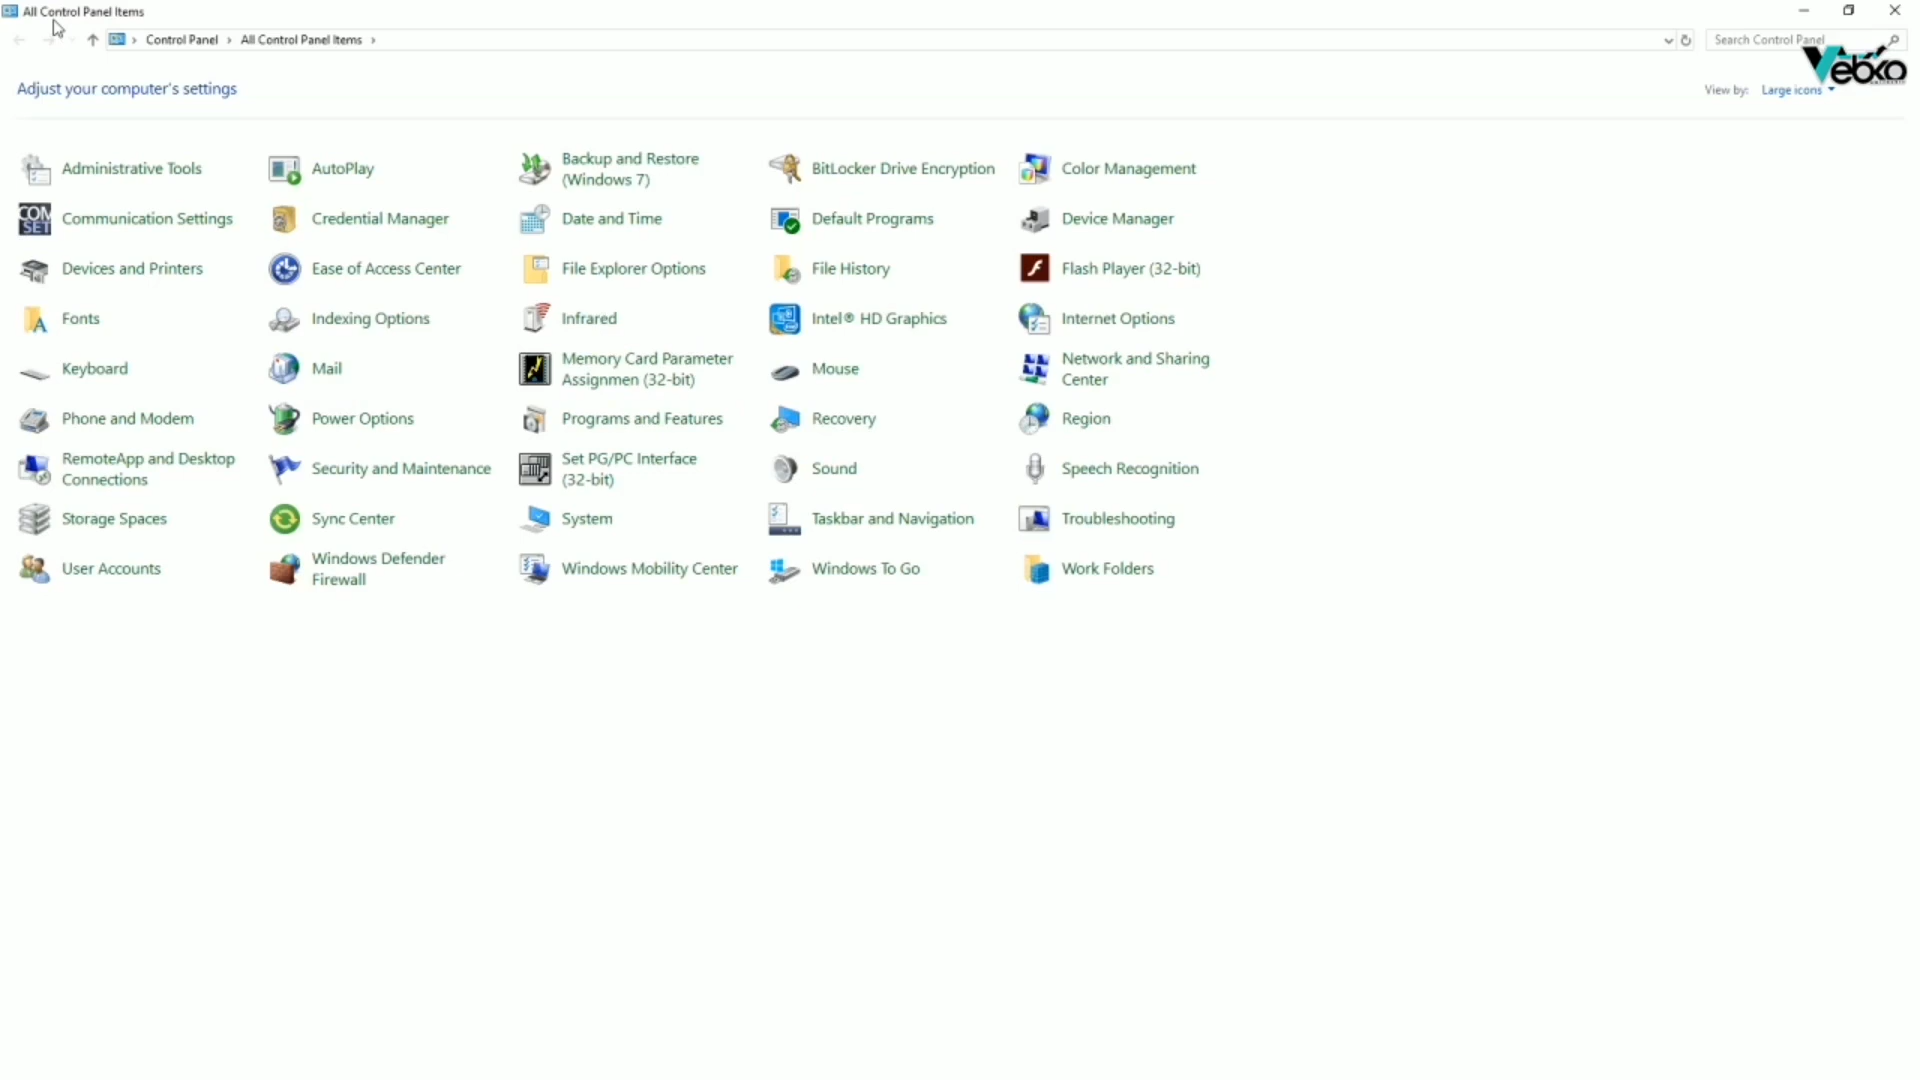 All Control Panel Items
Control Panel
All Control Panel Items
Search Control Panel
Vebxo
Adjust your computer's settings
View by: Large icons
Administrative Tools
AutoPlay
Backup and Restore
(Windows 7)
BitLocker Drive Encryption
Color Management
COM
SET
Communication Settings
Credential Manager
Date and Time
Default Programs
Device Manager
Devices and Printers
Ease of Access Center
File Explorer Options
File History
Flash Player (32-bit)
Fonts
Indexing Options
Infrared
Intel® HD Graphics
Internet Options
Keyboard
Mail
Memory Card Parameter
Assignmen (32-bit)
Mouse
Network and Sharing
Center
Phone and Modem
Power Options
Programs and Features
Recovery
Region
RemoteApp and Desktop
Connections
Security and Maintenance
Set PG/PC Interface
(32-bit)
Sound
Speech Recognition
Storage Spaces
Sync Center
System
Taskbar and Navigation
Troubleshooting
User Accounts
Windows Defender
Firewall
Windows Mobility Center
Windows To Go
Work Folders